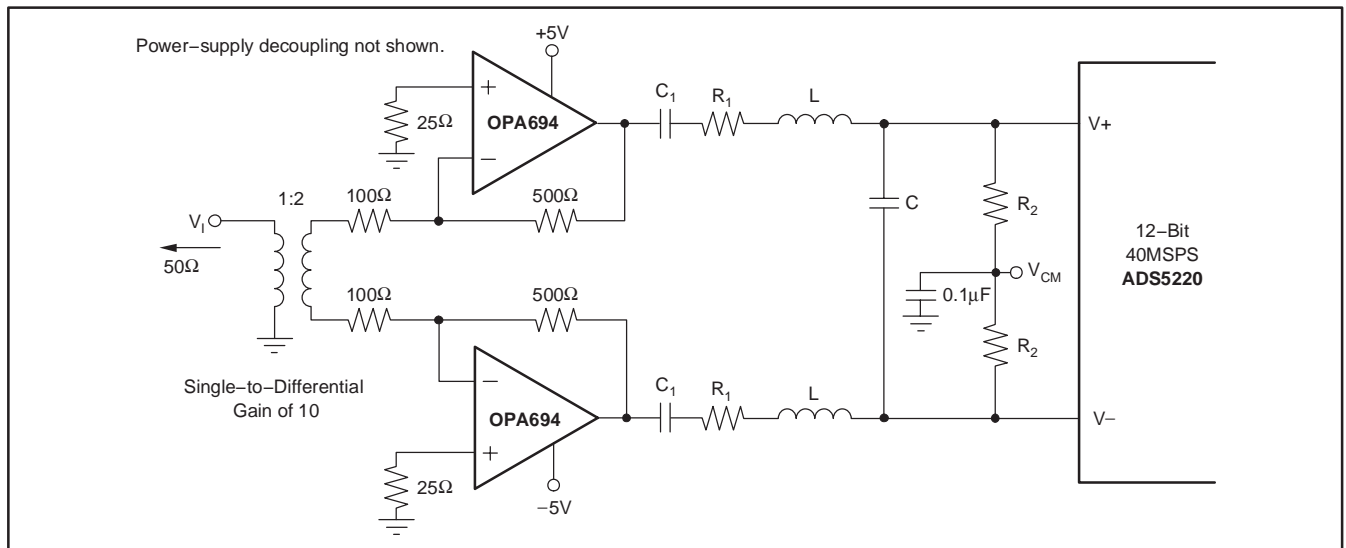 Power−supply decoupling not shown.
+5V
+
25Ω
OPA694
−
C1
R1
L
V+
1:2
100Ω
500Ω
VI
50Ω
C
R2
12−Bit
40MSPS
ADS5220
VCM
0.1μF
100Ω
500Ω
R2
Single−to−Differential
Gain of 10
−
OPA694
+
C1
R1
L
V−
25Ω
−5V